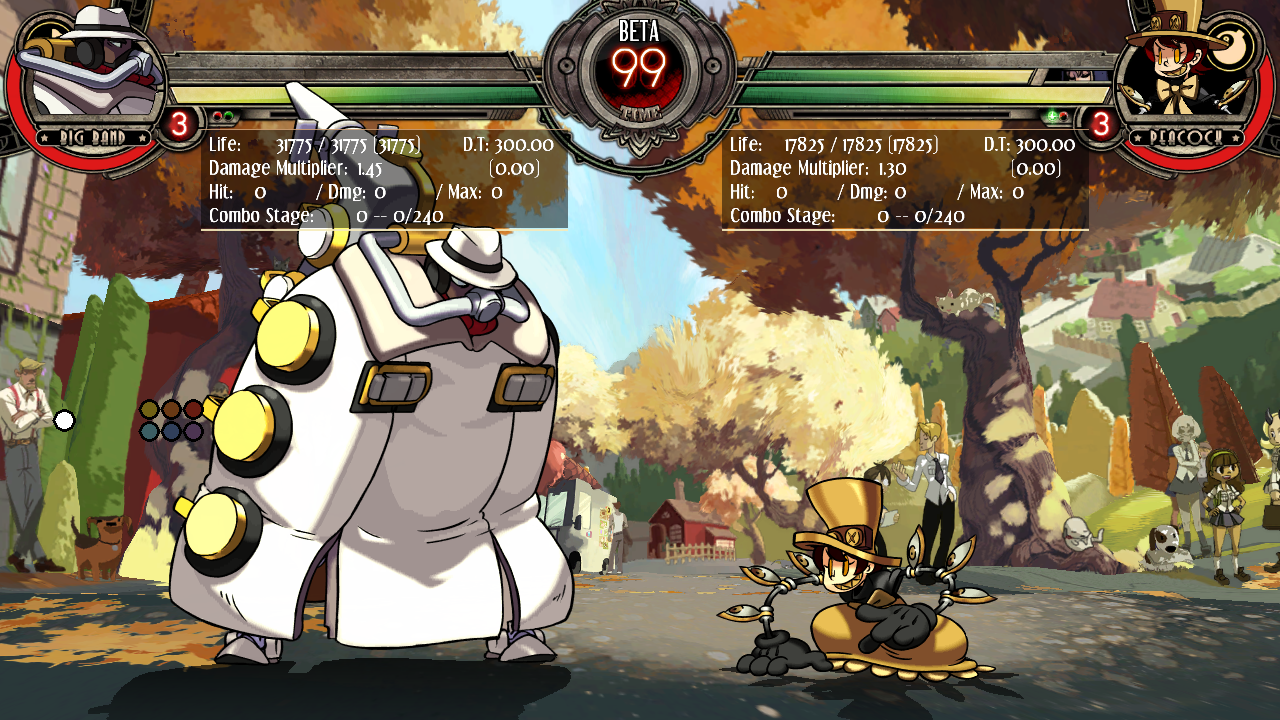 BETA
99
TIME
BIG BAND
3
3
PEACOCK
Life: 31775 / 31775 (31775) D.T: 300.00
Damage Multiplier: 1.45 (0.00)
Hit: 0 / Dmg: 0 / Max: 0
Combo Stage: 0 -- 0/240
Life: 17825 / 17825 (17825) D.T: 300.00
Damage Multiplier: 1.30 (0.00)
Hit: 0 / Dmg: 0 / Max: 0
Combo Stage: 0 -- 0/240